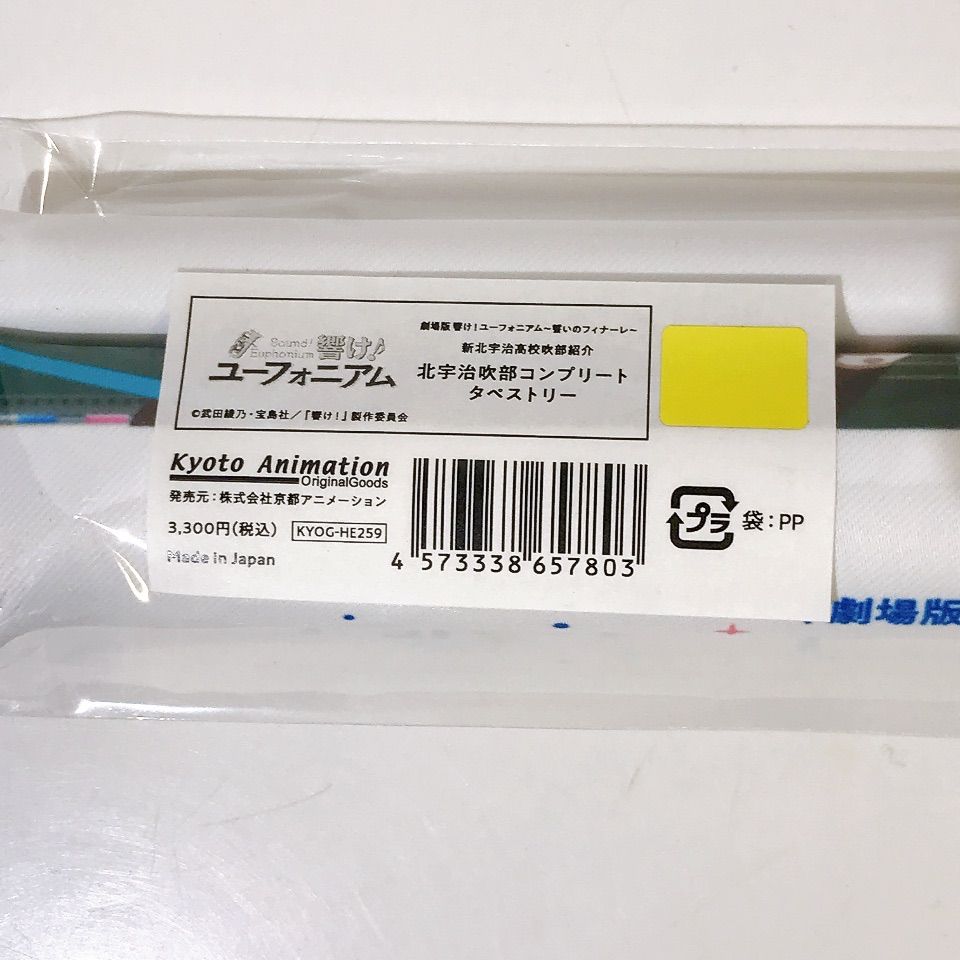 Sound!
Euphonium
響け!
ユーフォニアム
©武田綾乃・宝島社／「響け!」製作委員会
劇場版 響け!ユーフォニアム~誓いのフィナーレ~
新北宇治高校吹部紹介
北宇治吹部コンプリート
タペストリー
Kyoto Animation
OriginalGoods
発売元:株式会社京都アニメーション
3,300円(税込)
KYOG-HE259
Made in Japan
4 573338 657803
プラ
袋:PP
劇場版